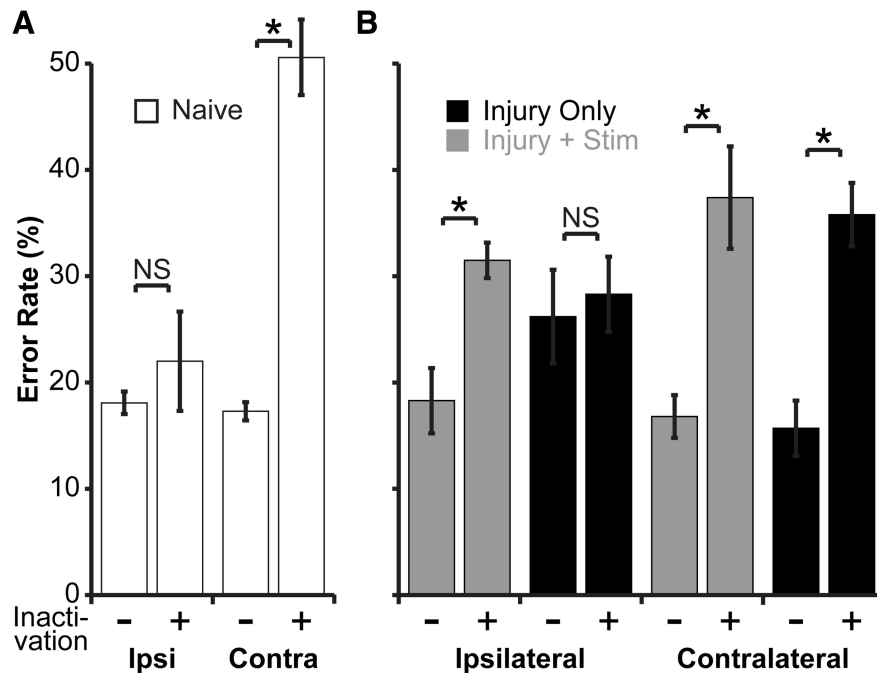 A
B
Error Rate (%)
50
40
30
20
10
0
Naive
NS
*
Injury Only
Injury + Stim
*
NS
*
*
Inacti-
vation
- + - +
- + - + - + - +
Ipsi Contra
Ipsilateral Contralateral